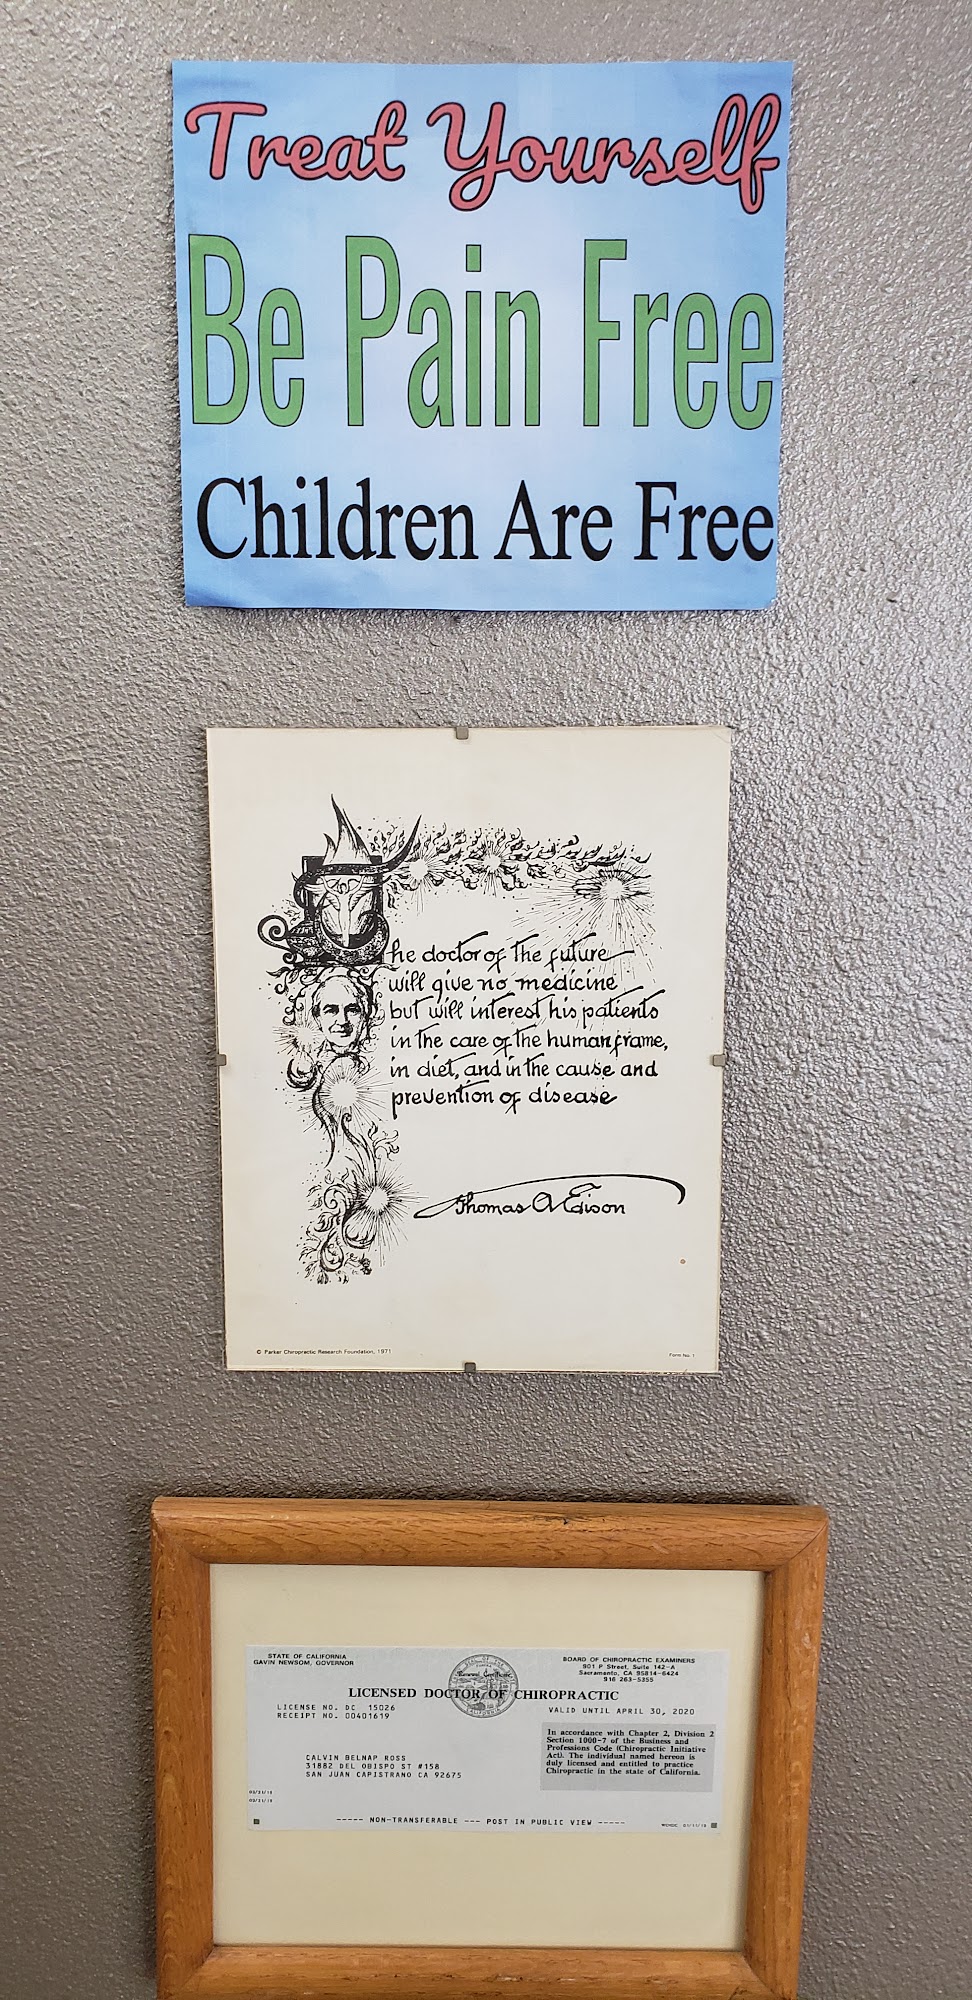 Treat Yourself
Be Pain Free
Children Are Free
The doctor of the future
will give no medicine
but will interest his patients
in the care of the human frame,
in diet, and in the cause and
prevention of disease
Thomas A Edison
© Parker Chiropractic Research Foundation, 1971
Form No. 1
STATE OF CALIFORNIA
GAVIN NEWSOM, GOVERNOR
BOARD OF CHIROPRACTIC EXAMINERS
901 P Street, Suite 142-A
Sacramento, CA 95814-6424
916 263-5355
LICENSED DOCTOR OF CHIROPRACTIC
LICENSE NO. DC 15026
RECEIPT NO. 00401619
VALID UNTIL APRIL 30, 2020
In accordance with Chapter 2, Division 2
Section 1000-7 of the Business and
Professions Code (Chiropractic Initiative
Act). The individual named hereon is
duly licensed and entitled to practice
Chiropractic in the state of California.
CALVIN BELNAP ROSS
31882 DEL OBISPO ST #158
SAN JUAN CAPISTRANO CA 92675
----- NON-TRANSFERABLE --- POST IN PUBLIC VIEW -----